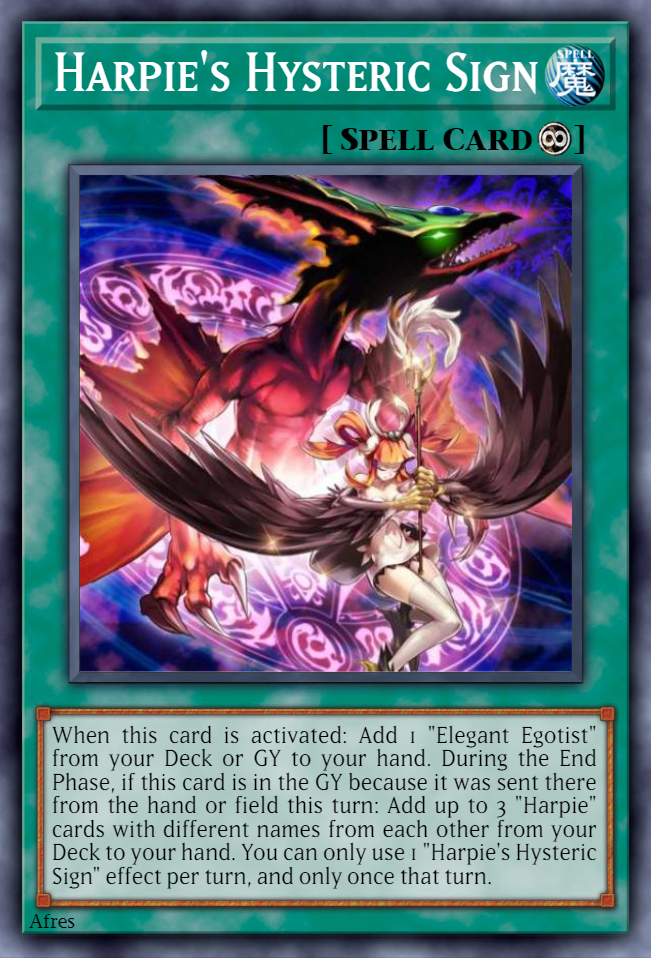 Harpie's Hysteric Sign
SPELL
魔
[ Spell Card ]
When this card is activated: Add 1 "Elegant Egotist"
from your Deck or GY to your hand. During the End
Phase, if this card is in the GY because it was sent there
from the hand or field this turn: Add up to 3 "Harpie"
cards with different names from each other from your
Deck to your hand. You can only use 1 "Harpie's Hysteric
Sign" effect per turn, and only once that turn.
Afres